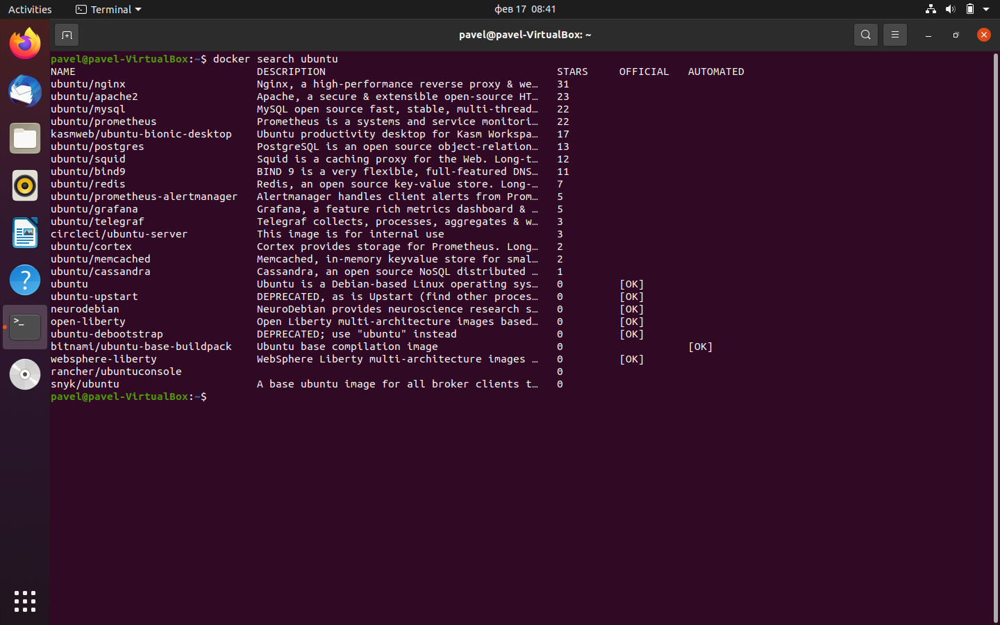 Activities Terminal фев 17 08:41
pavel@pavel-VirtualBox: ~
pavel@pavel-VirtualBox:~$ docker search ubuntu
NAME DESCRIPTION STARS OFFICIAL AUTOMATED
ubuntu/nginx Nginx, a high-performance reverse proxy & we… 31
ubuntu/apache2 Apache, a secure & extensible open-source HT… 23
ubuntu/mysql MySQL open source fast, stable, multi-thread… 22
ubuntu/prometheus Prometheus is a systems and service monitori… 22
kasmweb/ubuntu-bionic-desktop Ubuntu productivity desktop for Kasm Workspa… 17
ubuntu/postgres PostgreSQL is an open source object-relation… 13
ubuntu/squid Squid is a caching proxy for the Web. Long-t… 12
ubuntu/bind9 BIND 9 is a very flexible, full-featured DNS… 11
ubuntu/redis Redis, an open source key-value store. Long-… 7
ubuntu/prometheus-alertmanager Alertmanager handles client alerts from Prom… 5
ubuntu/grafana Grafana, a feature rich metrics dashboard & … 5
ubuntu/telegraf Telegraf collects, processes, aggregates & w… 3
circleci/ubuntu-server This image is for internal use 3
ubuntu/cortex Cortex provides storage for Prometheus. Long… 2
ubuntu/memcached Memcached, in-memory keyvalue store for smal… 2
ubuntu/cassandra Cassandra, an open source NoSQL distributed … 1
ubuntu Ubuntu is a Debian-based Linux operating sys… 0 [OK]
ubuntu-upstart DEPRECATED, as is Upstart (find other proces… 0 [OK]
neurodebian NeuroDebian provides neuroscience research s… 0 [OK]
open-liberty Open Liberty multi-architecture images based… 0 [OK]
ubuntu-debootstrap DEPRECATED; use "ubuntu" instead 0 [OK]
bitnami/ubuntu-base-buildpack Ubuntu base compilation image 0 [OK]
websphere-liberty WebSphere Liberty multi-architecture images … 0 [OK]
rancher/ubuntuconsole 0
snyk/ubuntu A base ubuntu image for all broker clients t… 0
pavel@pavel-VirtualBox:~$